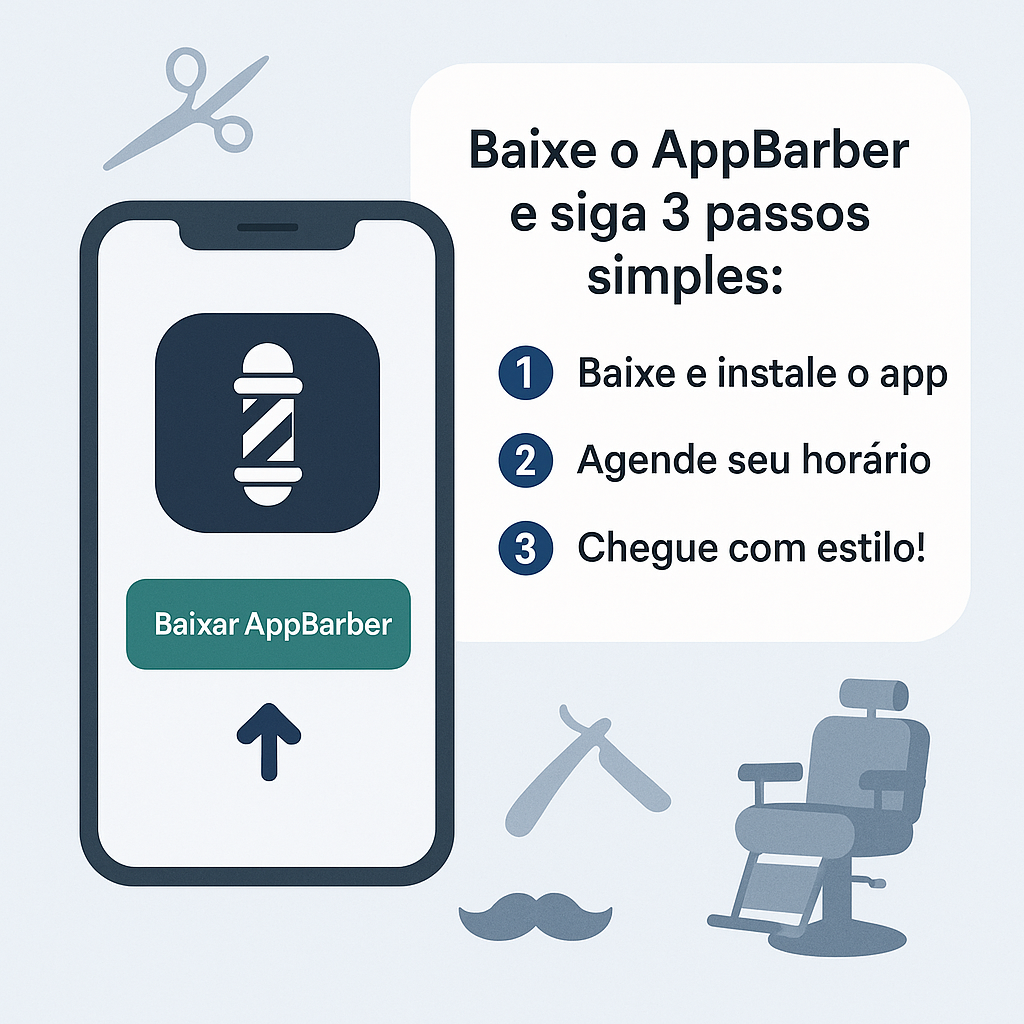 Baixe o AppBarber
e siga 3 passos
simples:
1 Baixe e instale o app
2 Agende seu horário
3 Chegue com estilo!
Baixar AppBarber